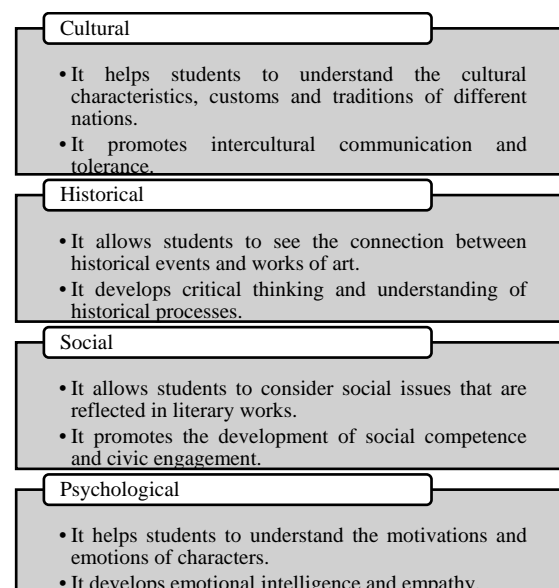 Cultural
• It helps students to understand the cultural
characteristics, customs and traditions of different
nations.
• It promotes intercultural communication and
tolerance.
Historical
• It allows students to see the connection between
historical events and works of art.
• It develops critical thinking and understanding of
historical processes.
Social
• It allows students to consider social issues that are
reflected in literary works.
• It promotes the development of social competence
and civic engagement.
Psychological
• It helps students to understand the motivations and
emotions of characters.
• It develops emotional intelligence and empathy